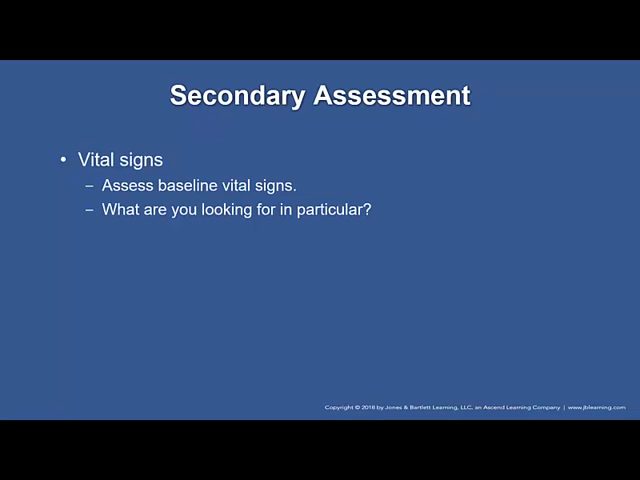 Secondary Assessment
• Vital signs
– Assess baseline vital signs.
– What are you looking for in particular?
Copyright © 2018 by Jones & Bartlett Learning, LLC, an Ascend Learning Company | www.jblearning.com